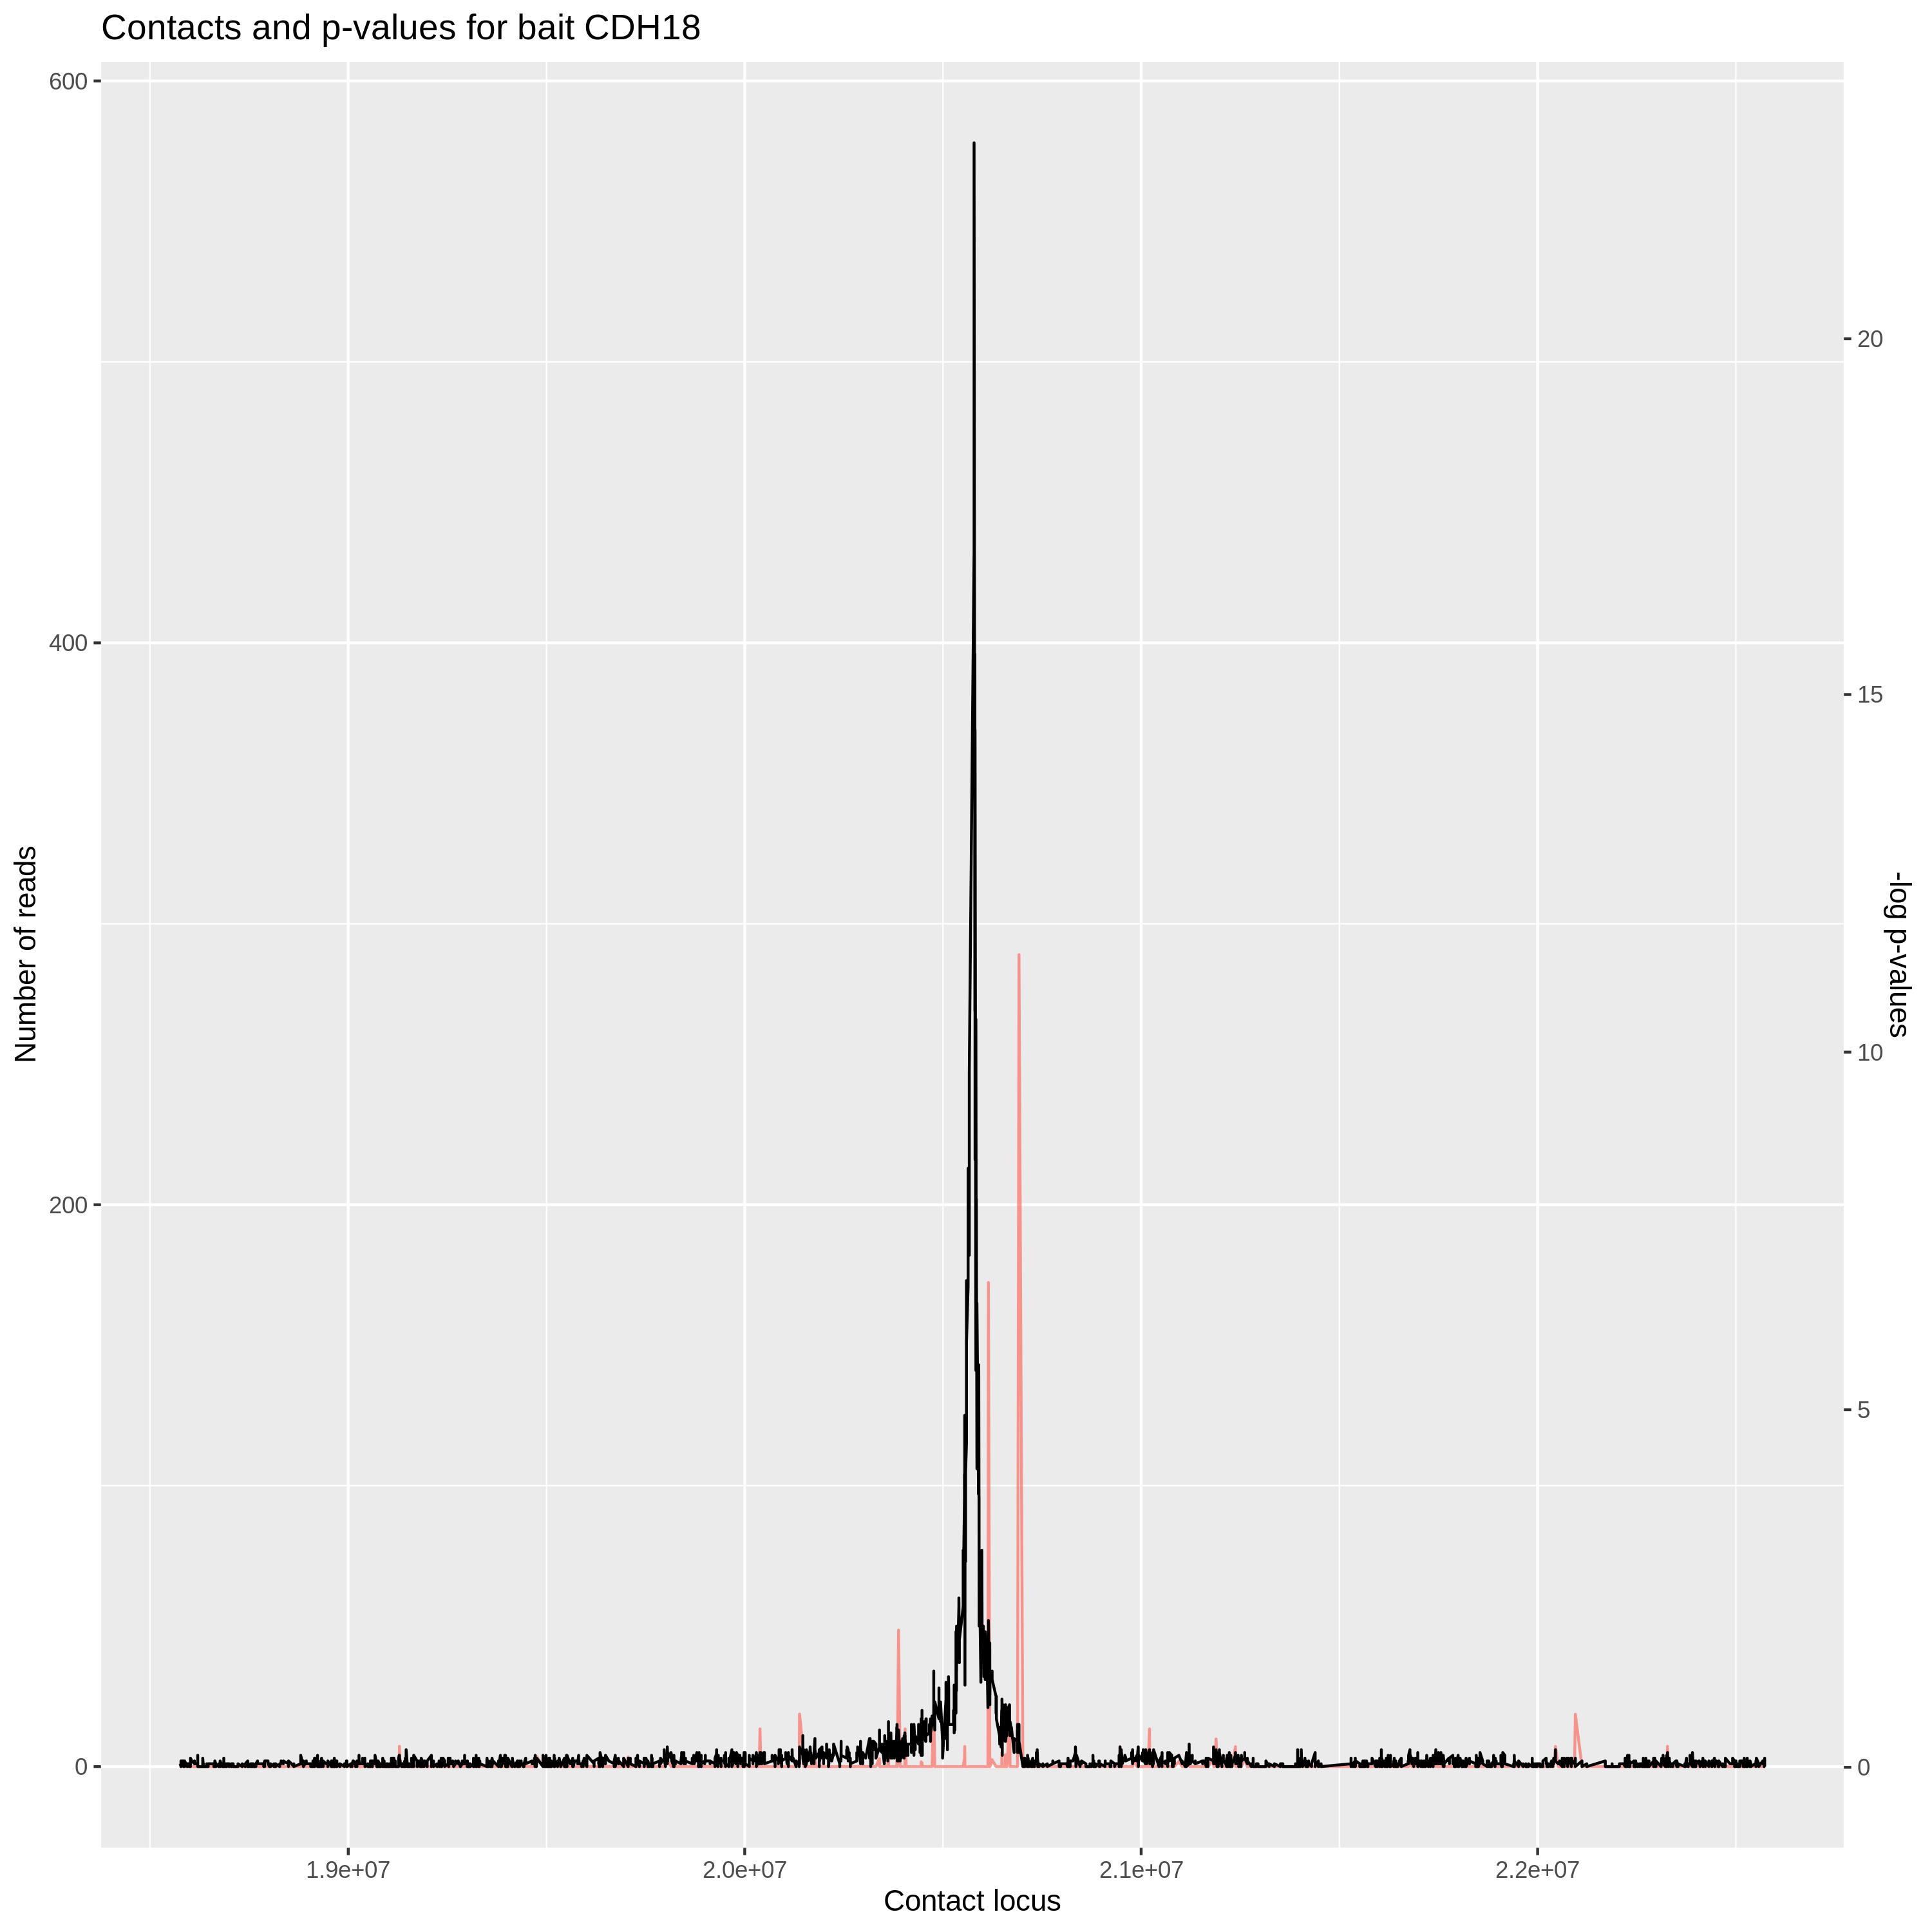 Contacts and p-values for bait CDH18
600
400
200
0
Number of reads
20
15
10
5
0
-log p-values
1.9e+07
2.0e+07
2.1e+07
2.2e+07
Contact locus